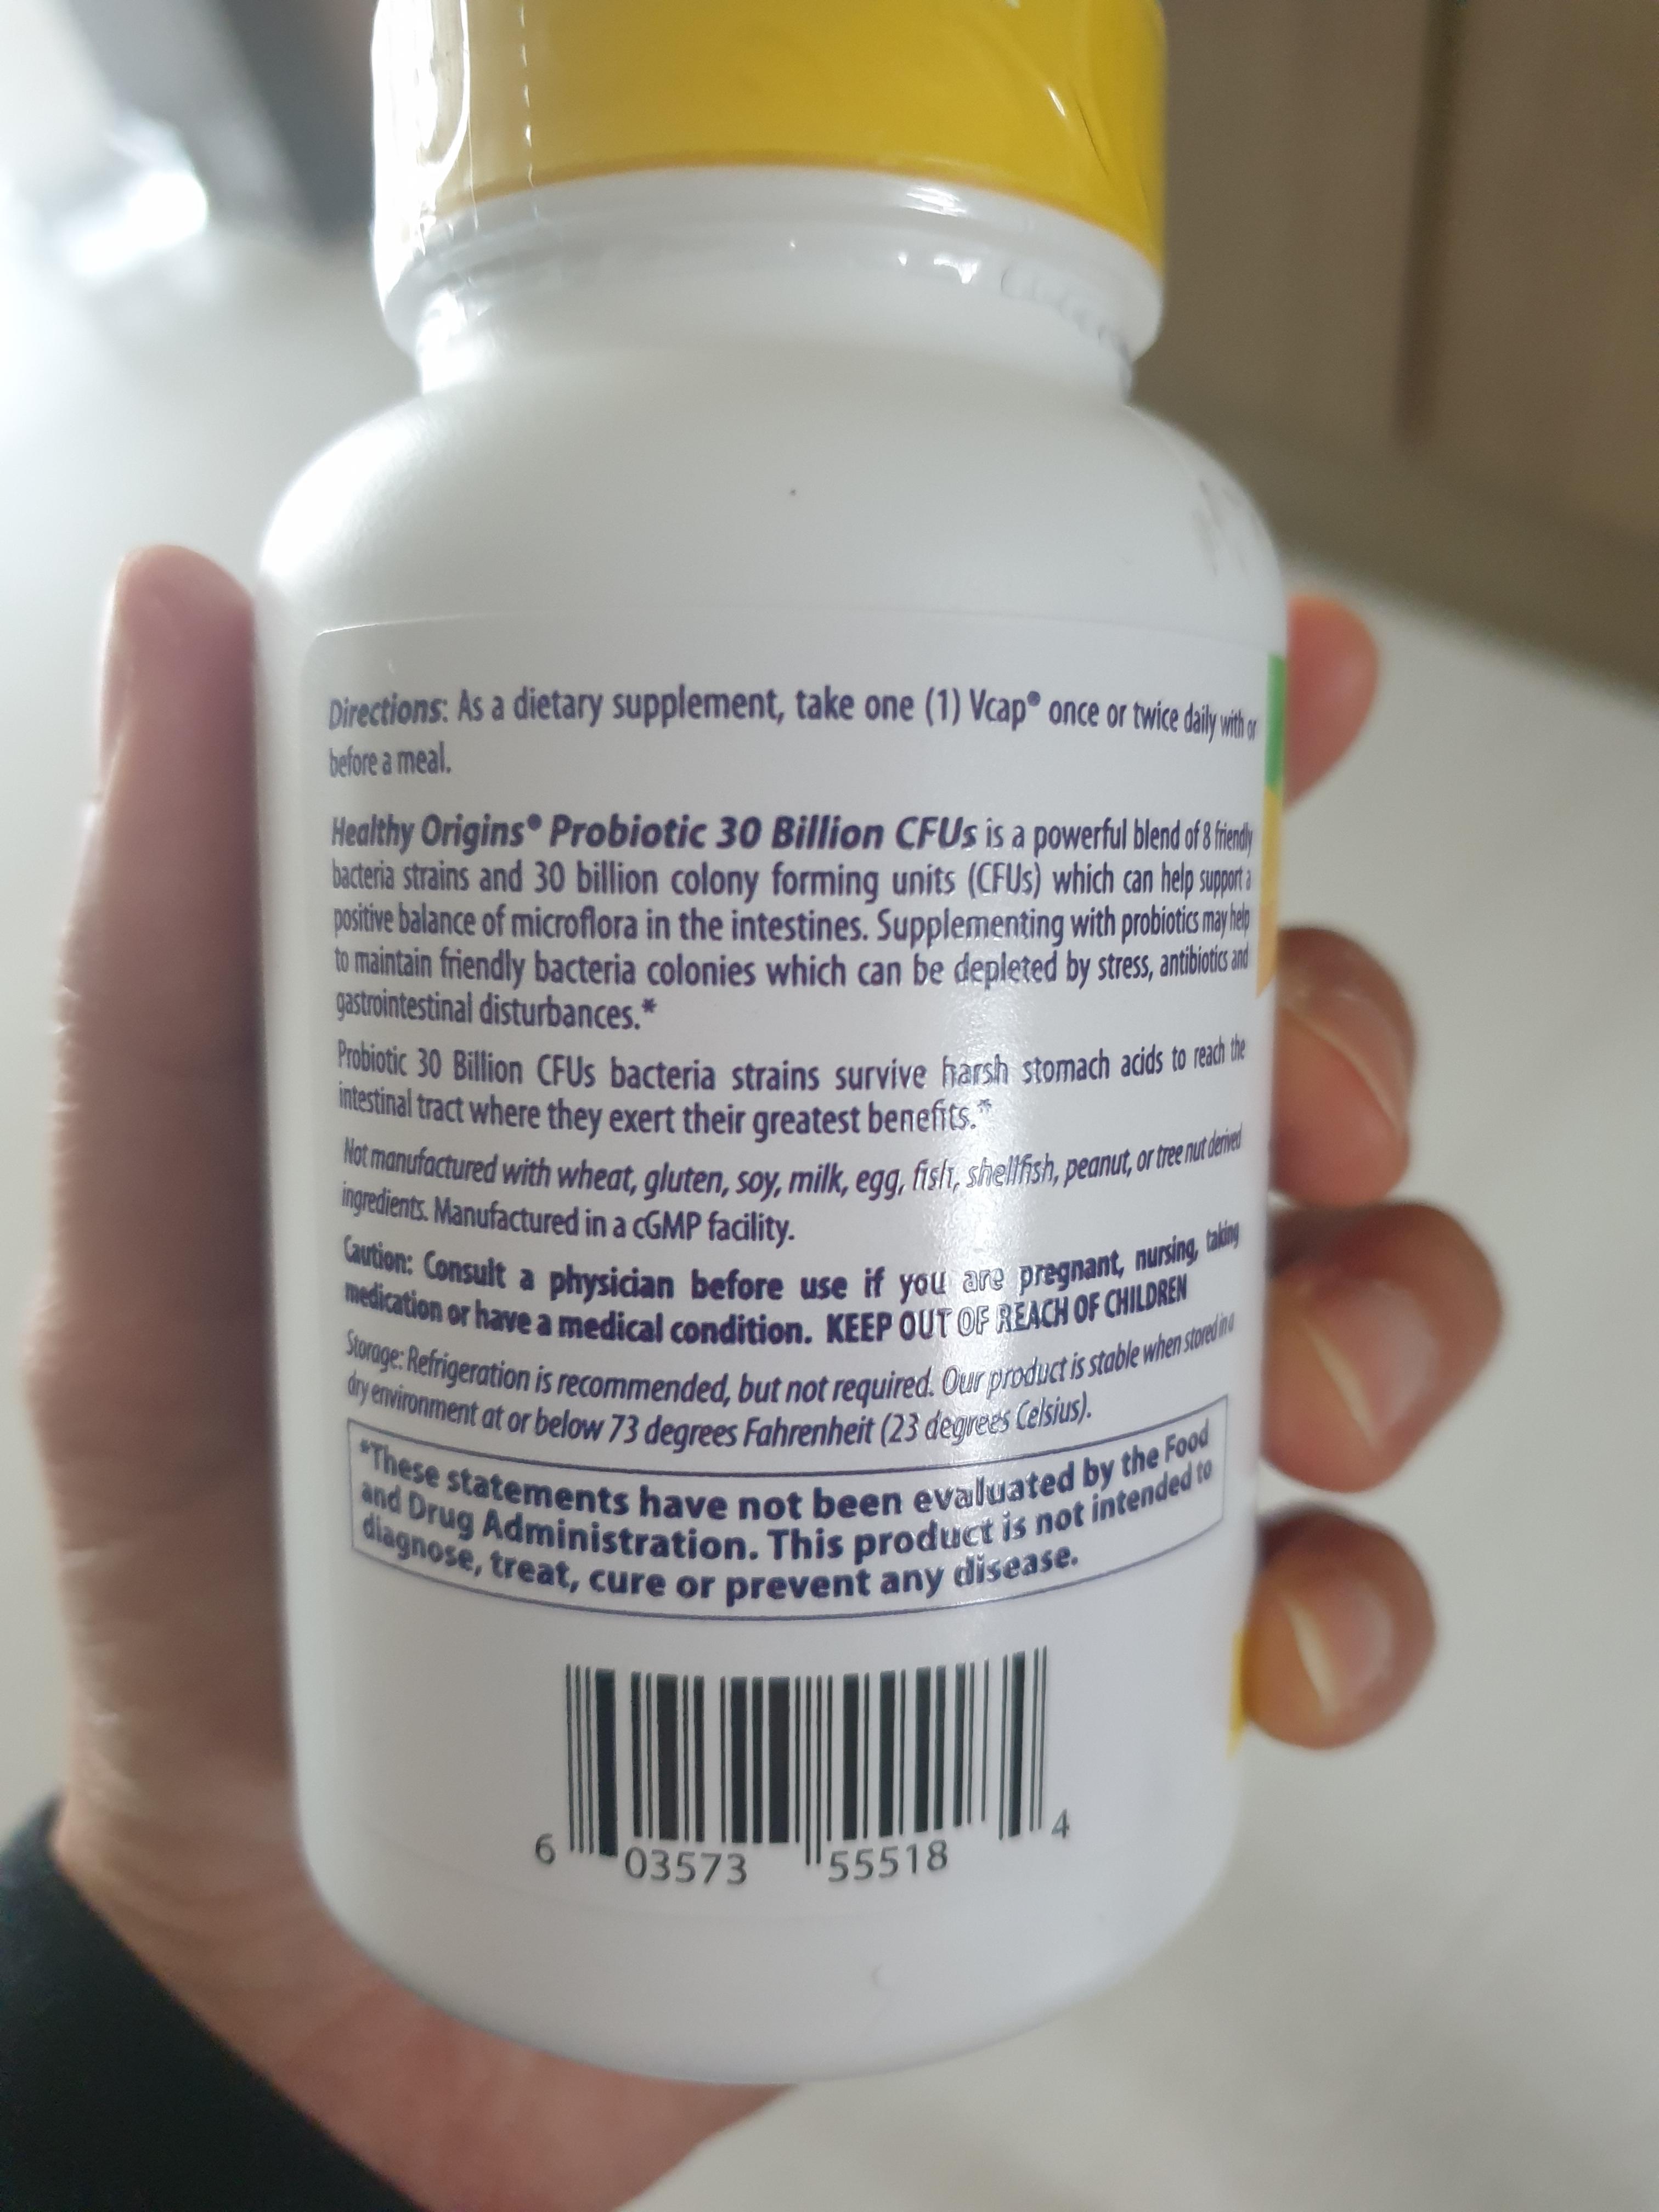 Directions: As a dietary supplement, take one (1) Vcap® once or twice daily with or
before a meal.
Healthy Origins® Probiotic 30 Billion CFUs is a powerful blend of 8 friendly
bacteria strains and 30 billion colony forming units (CFUs) which can help support a
positive balance of microflora in the intestines. Supplementing with probiotics may help
to maintain friendly bacteria colonies which can be depleted by stress, antibiotics and
gastrointestinal disturbances.*
Probiotic 30 Billion CFUs bacteria strains survive harsh stomach acids to reach the
intestinal tract where they exert their greatest benefits.*
Not manufactured with wheat, gluten, soy, milk, egg, fish, shellfish, peanut, or tree nut derived
ingredients. Manufactured in a cGMP facility.
Caution: Consult a physician before use if you are pregnant, nursing, taking
medication or have a medical condition. KEEP OUT OF REACH OF CHILDREN
Storage: Refrigeration is recommended, but not required. Our product is stable when stored in a
dry environment at or below 73 degrees Fahrenheit (23 degrees Celsius).
*These statements have not been evaluated by the Food
and Drug Administration. This product is not intended to
diagnose, treat, cure or prevent any disease.
6 03573 55518 4